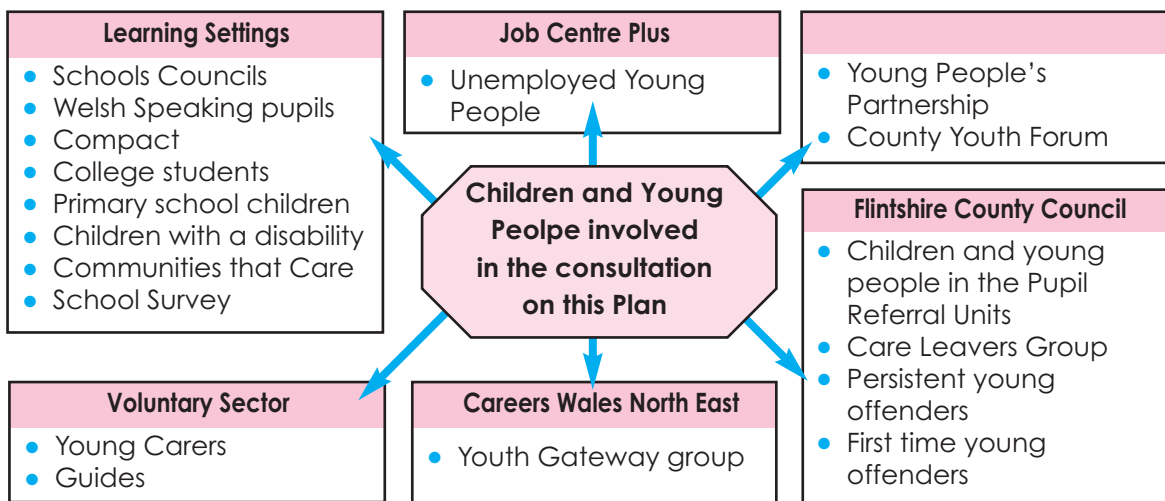 Learning Settings
Schools Councils
Welsh Speaking pupils
Compact
College students
Primary school children
Children with a disability
Communities that Care
School Survey
Job Centre Plus
Unemployed Young
People
Young People's
Partnership
County Youth Forum
Children and Young
Peolpe involved
in the consultation
on this Plan
Flintshire County Council
Children and young
people in the Pupil
Referral Units
Care Leavers Group
Persistent young
offenders
First time young
offenders
Voluntary Sector
Young Carers
Guides
Careers Wales North East
Youth Gateway group